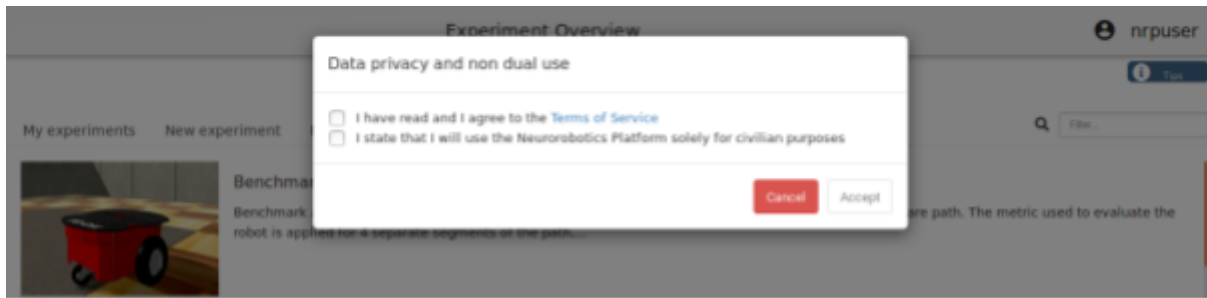 Experiment Overview
nrpuser
Tips
Data privacy and non dual use
I have read and I agree to the Terms of Service
I state that I will use the Neurorobotics Platform solely for civilian purposes
My experiments New experiment
Filter...
Cancel Accept
Benchmar
Benchmark are path. The metric used to evaluate the
robot is applied for 4 separate segments of the path...